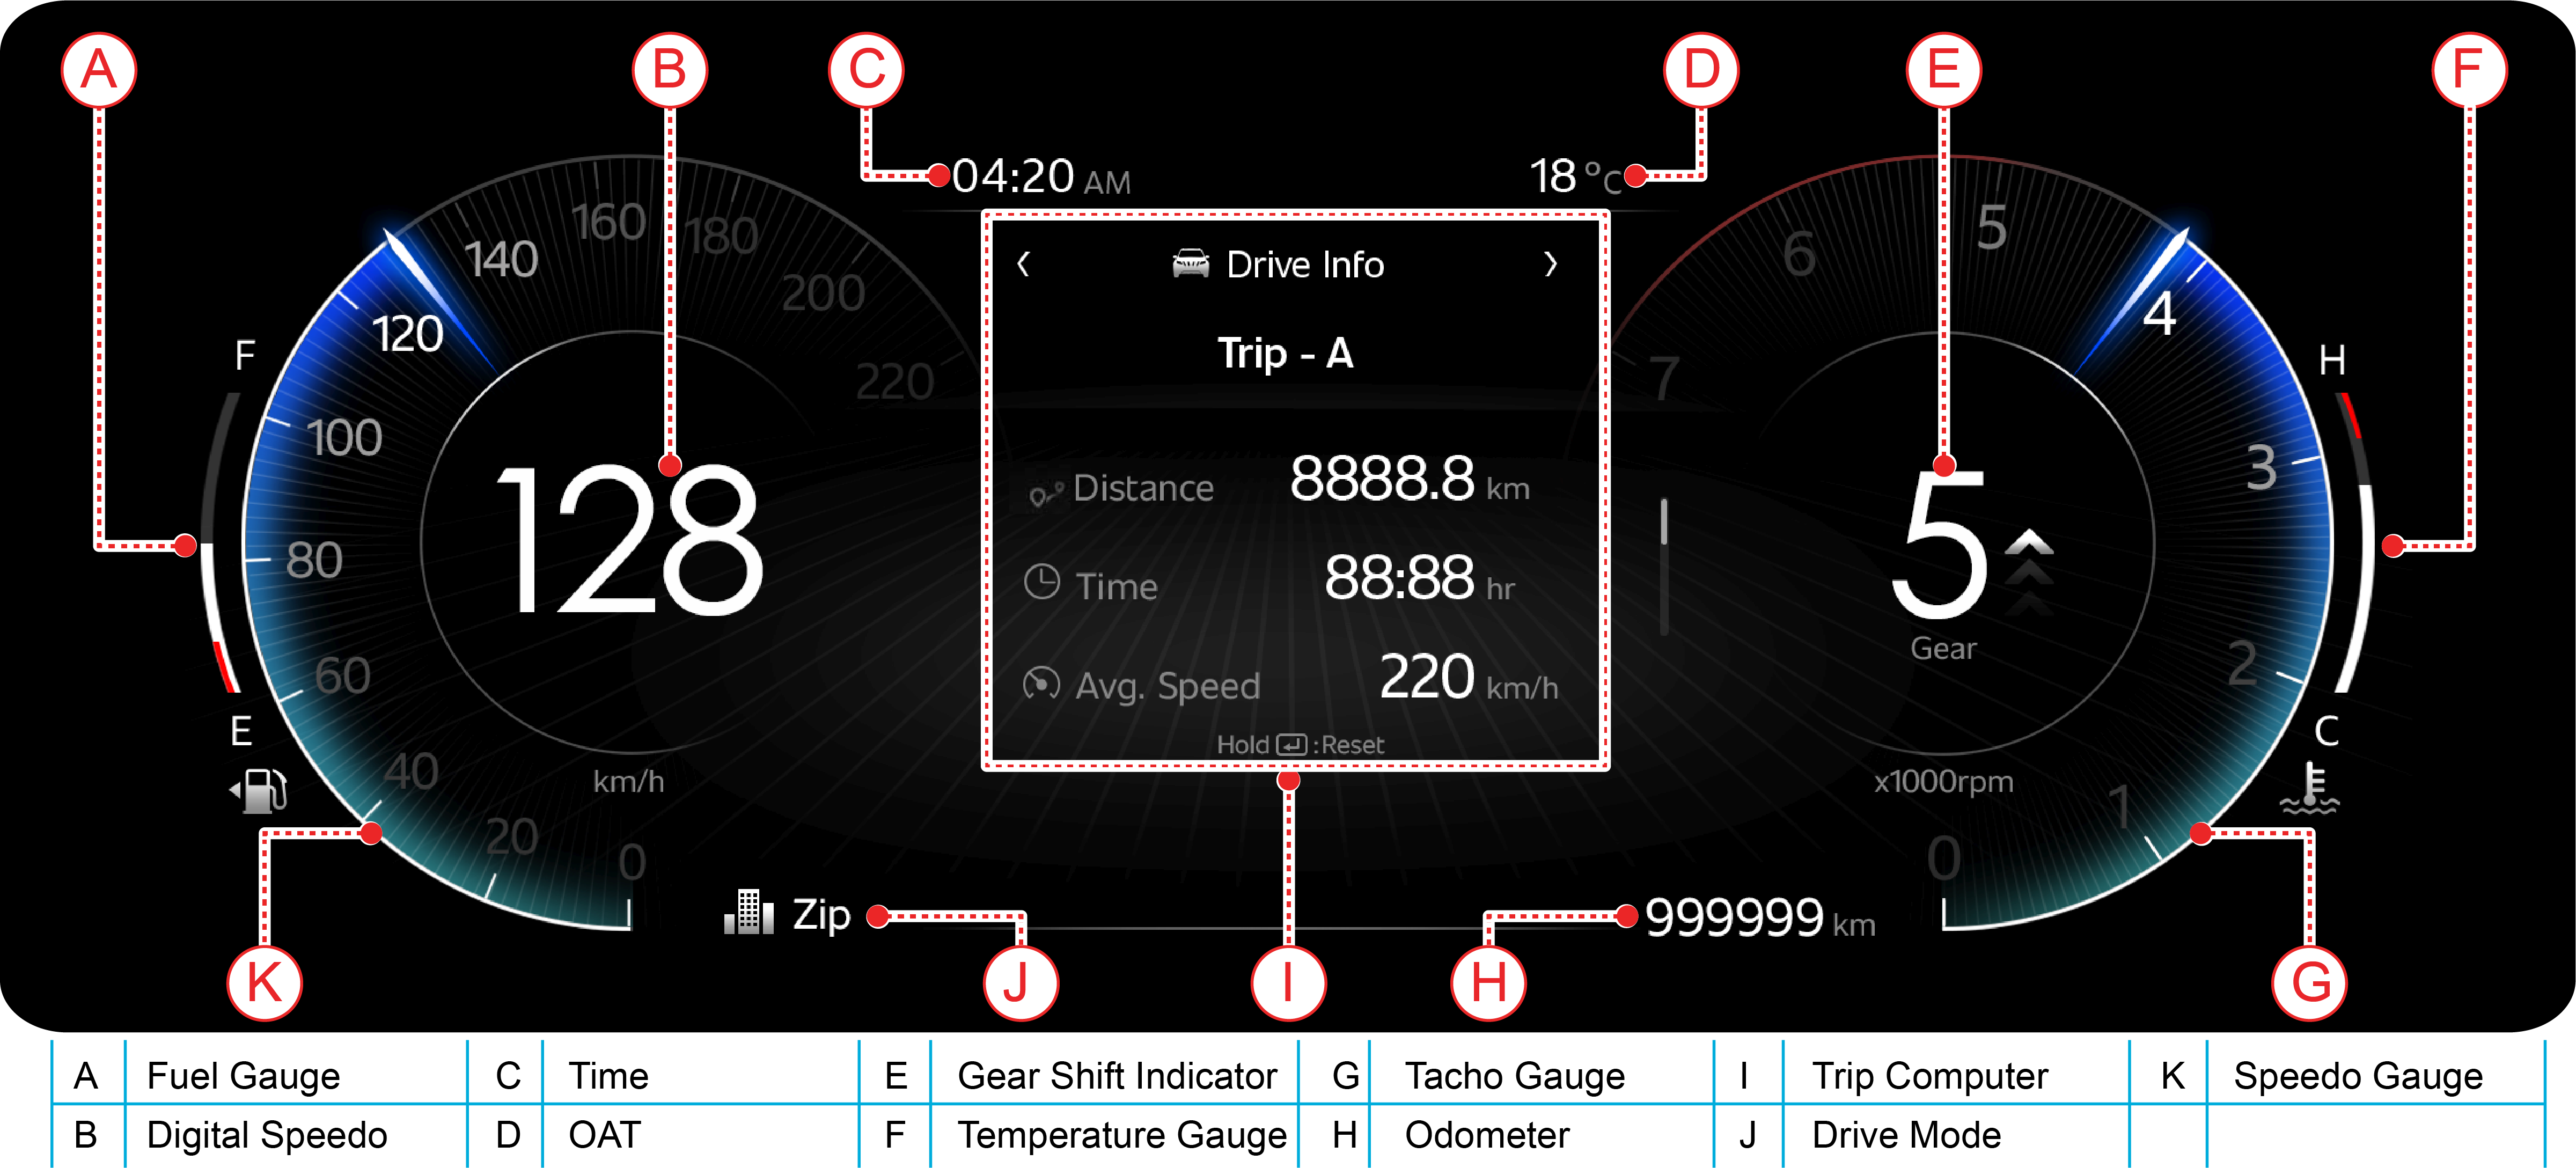 A B C D E F
04:20 AM
18 °C
‹ Drive Info ›
Trip - A
Distance 8888.8 km
Time 88:88 hr
Avg. Speed 220 km/h
Hold :Reset
F
E
0
20
40
60
80
100
120
140
160
180
200
220
128
km/h
7
6
5
4
3
2
1
0
5
Gear
x1000rpm
H
C
Zip
999999 km
K J I H G
A Fuel Gauge C Time E Gear Shift Indicator G Tacho Gauge I Trip Computer K Speedo Gauge
B Digital Speedo D OAT F Temperature Gauge H Odometer J Drive Mode